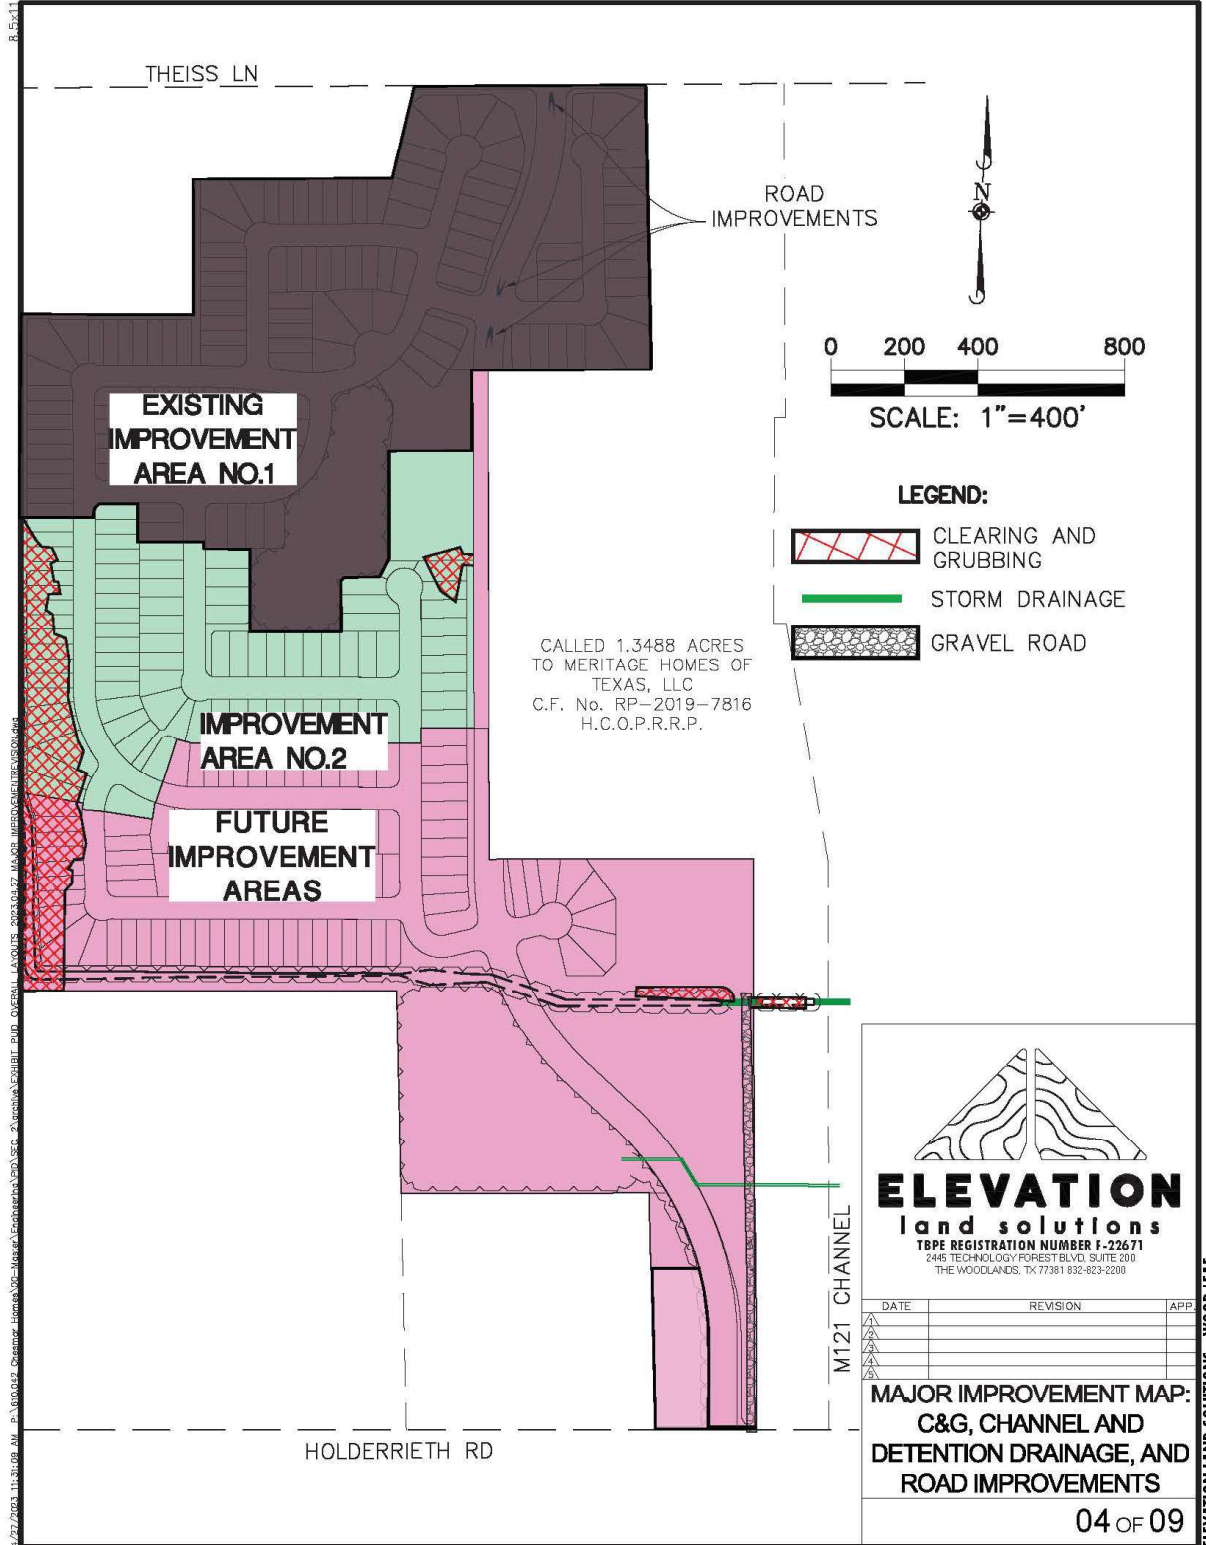 8.5x11
THEISS LN
ROAD
IMPROVEMENTS
N
0 200 400 800
SCALE: 1"=400'
EXISTING
IMPROVEMENT
AREA NO.1
LEGEND:
CLEARING AND
GRUBBING
STORM DRAINAGE
GRAVEL ROAD
CALLED 1.3488 ACRES
TO MERITAGE HOMES OF
TEXAS, LLC
C.F. No. RP-2019-7816
H.C.O.P.R.R.P.
IMPROVEMENT
AREA NO.2
FUTURE
IMPROVEMENT
AREAS
M121 CHANNEL
HOLDERRIETH RD
ELEVATION
land solutions
TBPE REGISTRATION NUMBER F-22671
2445 TECHNOLOGY FOREST BLVD, SUITE 200
THE WOODLANDS, TX 77381 832-823-2200
DATE REVISION APP.
1
2
3
4
5
MAJOR IMPROVEMENT MAP:
C&G, CHANNEL AND
DETENTION DRAINAGE, AND
ROAD IMPROVEMENTS
04 OF 09